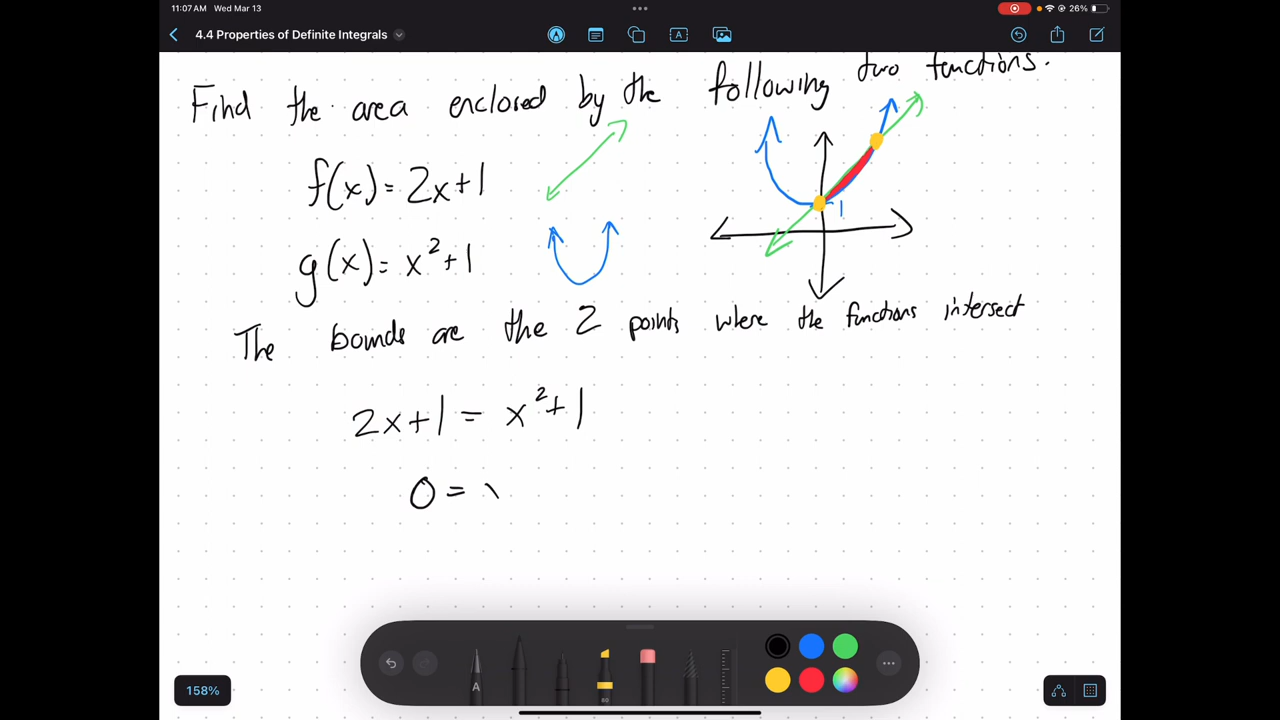 11:07 AM Wed Mar 13
26%
4.4 Properties of Definite Integrals
A
Find the area enclosed by the following two functions.
f(x) = 2x+1
g(x) = x²+1
1
The bounds are the 2 points where the functions intersect
2x+1 = x²+1
0 =
A
80
158%